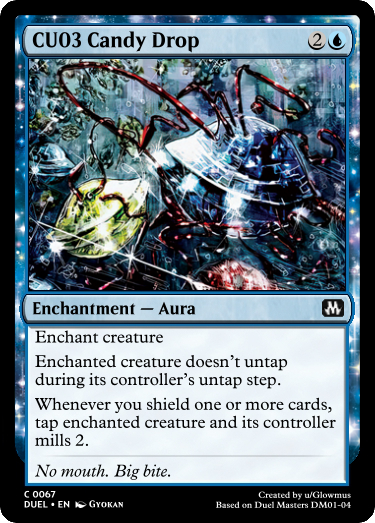 CU03 Candy Drop 2
Enchantment — Aura
Enchant creature
Enchanted creature doesn't untap
during its controller's untap step.
Whenever you shield one or more cards,
tap enchanted creature and its controller
mills 2.
No mouth. Big bite.
C 0067
DUEL • EN Gyokan
Created by u/Glowmus
Based on Duel Masters DM01-04